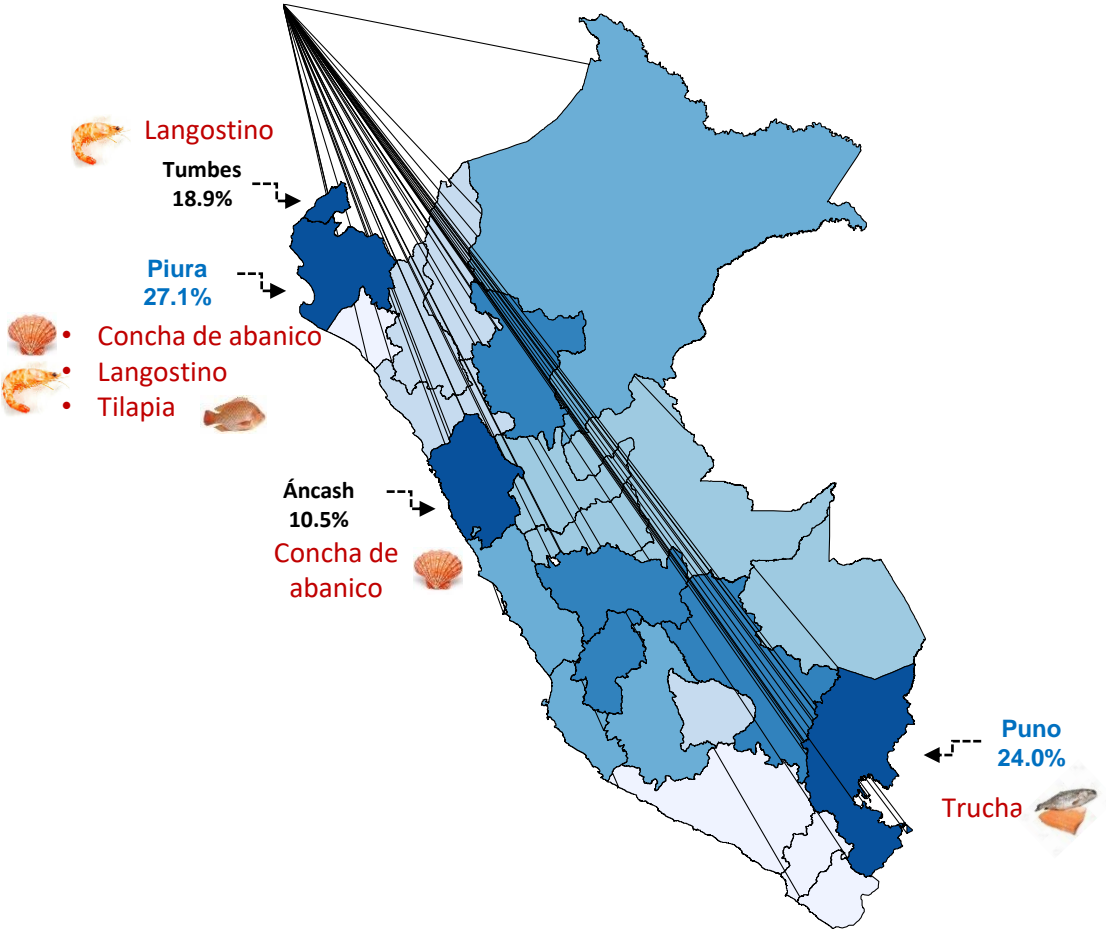 Langostino
Tumbes
18.9%
Piura
27.1%
• Concha de abanico
• Langostino
• Tilapia
Áncash
10.5%
Concha de
abanico
Puno
24.0%
Trucha